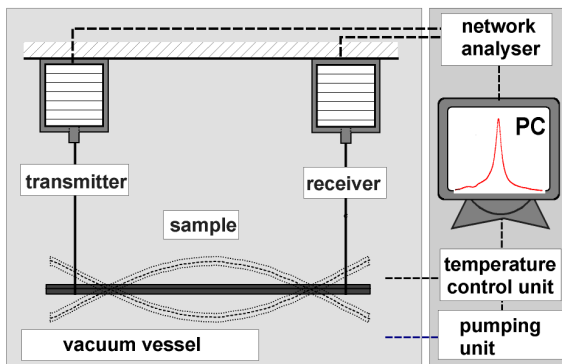 network
analyser
PC
transmitter
receiver
sample
temperature
control unit
vacuum vessel
pumping
unit